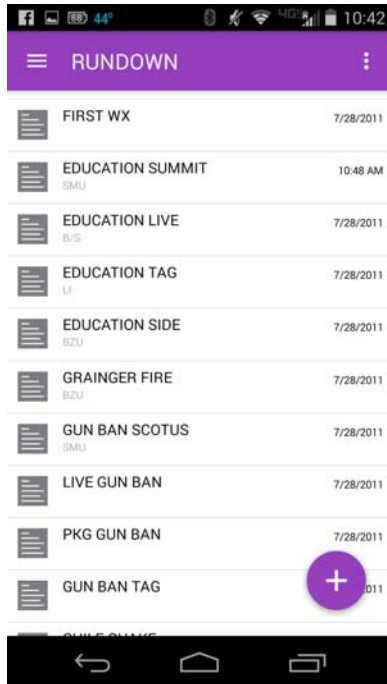 68 44° 4G 10:42
RUNDOWN
FIRST WX 7/28/2011
EDUCATION SUMMIT 10:48 AM
SMU
EDUCATION LIVE 7/28/2011
B/S
EDUCATION TAG 7/28/2011
LI
EDUCATION SIDE 7/28/2011
BZU
GRAINGER FIRE 7/28/2011
BZU
GUN BAN SCOTUS 7/28/2011
SMU
LIVE GUN BAN 7/28/2011
PKG GUN BAN 7/28/2011
GUN BAN TAG 011